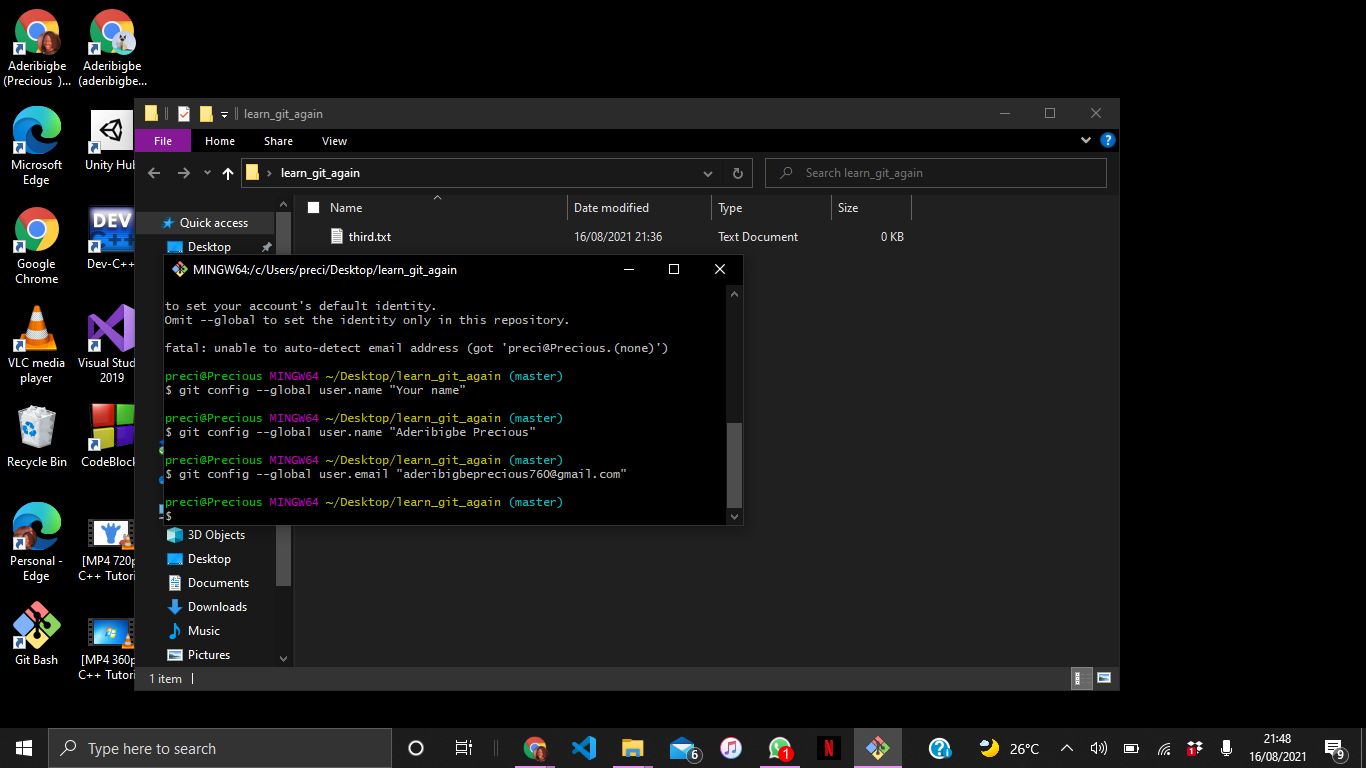 Aderibigbe
(Precious )...
Aderibigbe
(aderibigbe...
Microsoft
Edge
Unity Hub
Google
Chrome
DEV
Dev-C++
VLC media
player
Visual Stud
2019
Recycle Bin
CodeBlock
Personal -
Edge
[MP4 720p
C++ Tutori
Git Bash
[MP4 360p
C++ Tutori
learn_git_again
File Home Share View
learn_git_again
Search learn_git_again
Name Date modified Type Size
third.txt 16/08/2021 21:36 Text Document 0 KB
Quick access
Desktop
MINGW64:/c/Users/preci/Desktop/learn_git_again
to set your account's default identity.
Omit --global to set the identity only in this repository.
fatal: unable to auto-detect email address (got 'preci@Precious.(none)')
preci@Precious MINGW64 ~/Desktop/learn_git_again (master)
$ git config --global user.name "Your name"
preci@Precious MINGW64 ~/Desktop/learn_git_again (master)
$ git config --global user.name "Aderibigbe Precious"
preci@Precious MINGW64 ~/Desktop/learn_git_again (master)
$ git config --global user.email "aderibigbeprecious760@gmail.com"
preci@Precious MINGW64 ~/Desktop/learn_git_again (master)
$
3D Objects
Desktop
Documents
Downloads
Music
Pictures
1 item
Type here to search
6
1
N
26°C
1
21:48
16/08/2021
9